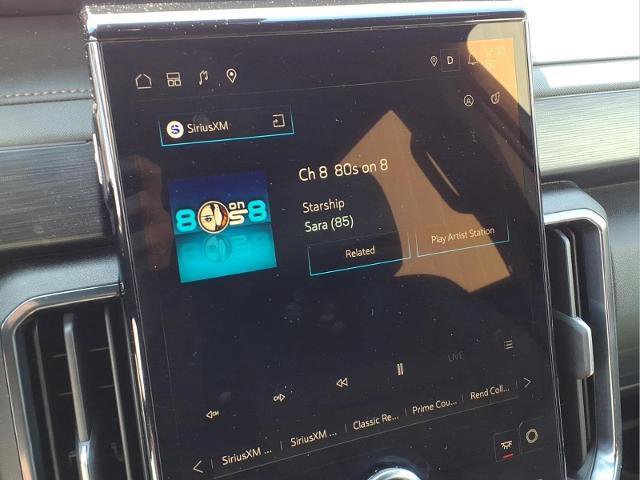 D
SiriusXM
Ch 8 80s on 8
8 on 80s 8
Starship
Sara (85)
Related
Play Artist Station
LIVE
SiriusXM ...
SiriusXM ...
Classic Re...
Prime Cou...
Rend Coll...